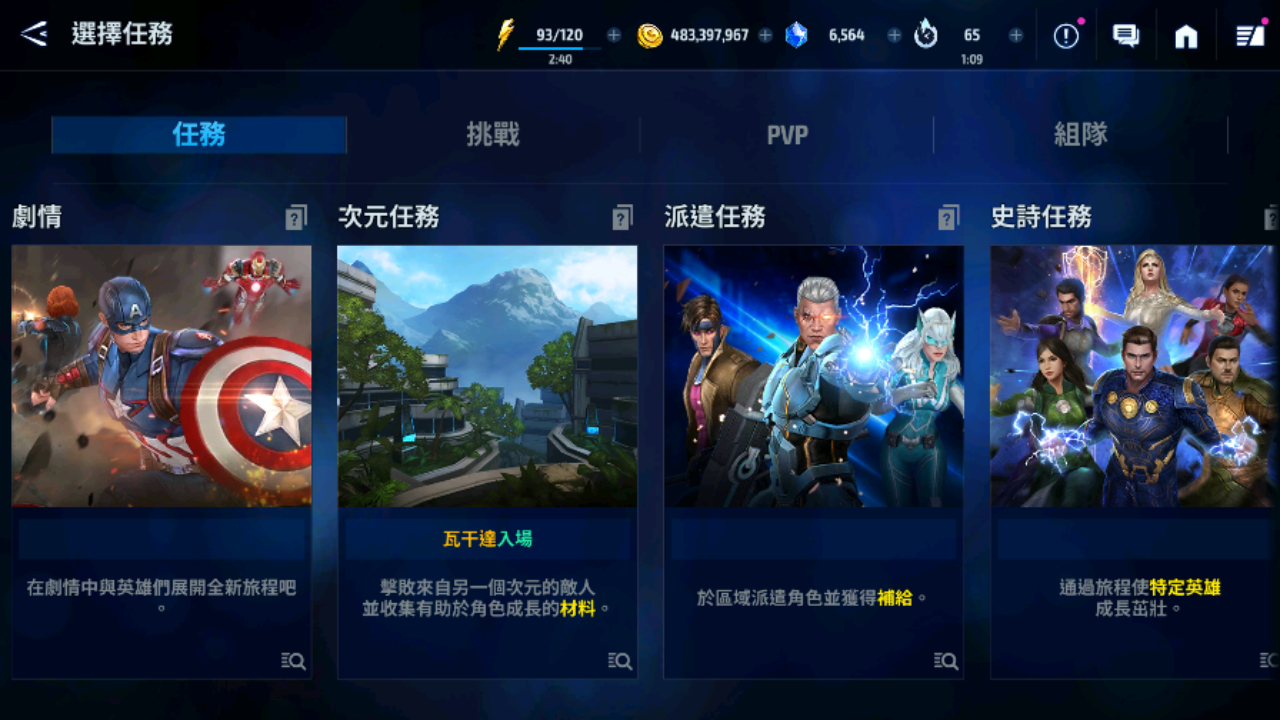 選擇任務
93/120
2:40
483,397,967
6,564
65
1:09
任務
挑戰
PVP
組隊
劇情
次元任務
派遣任務
史詩任務
在劇情中與英雄們展開全新旅程吧
。
瓦干達入場
擊敗來自另一個次元的敵人
並收集有助於角色成長的材料。
於區域派遣角色並獲得補給。
通過旅程使特定英雄
成長茁壯。